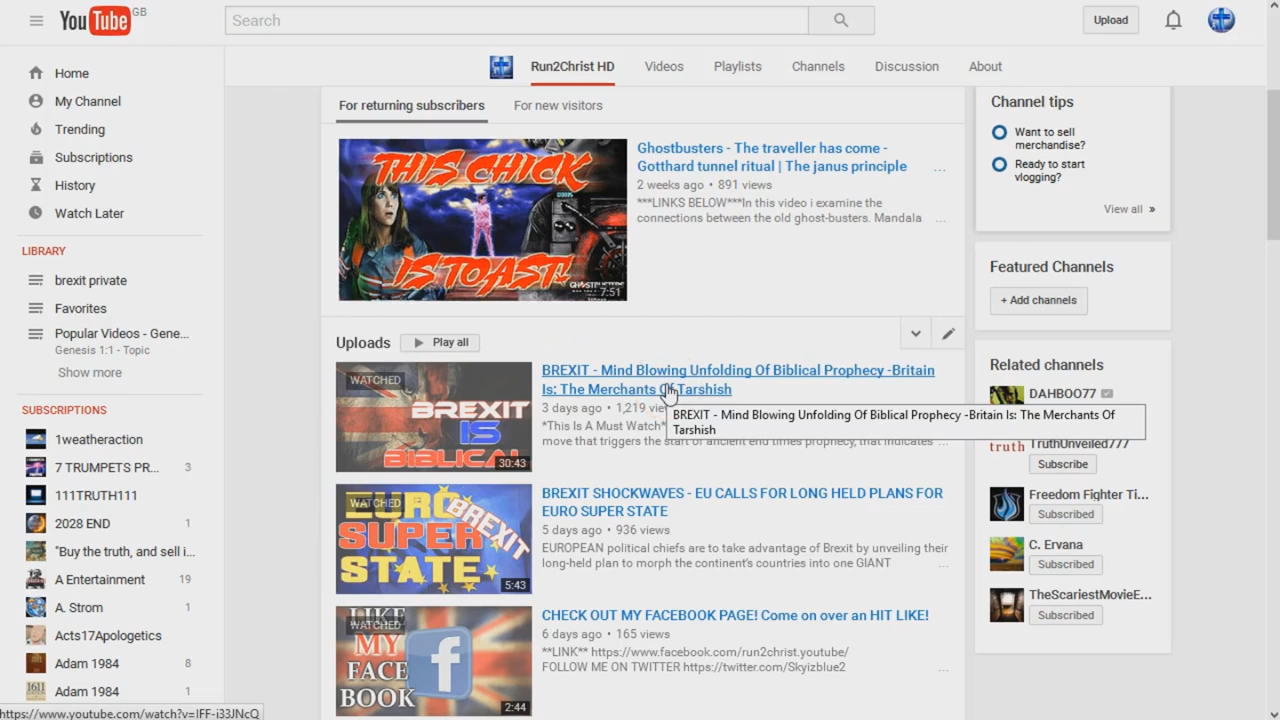 YouTube GB
Search
Upload
Run2Christ HD
Videos
Playlists
Channels
Discussion
About
Home
My Channel
Trending
Subscriptions
History
Watch Later
LIBRARY
brexit private
Favorites
Popular Videos - Gene...
Genesis 1:1 - Topic
Show more
SUBSCRIPTIONS
1weatheraction
7 TRUMPETS PR... 3
111TRUTH111
2028 END 1
"Buy the truth, and sell i...
A Entertainment 19
A. Strom 1
Acts17Apologetics
Adam 1984 8
1611
Adam 1984 1
https://www.youtube.com/watch?v=IFF-i33JNcQ
For returning subscribers
For new visitors
THIS CHICK
IS TOAST!
7:51
Ghostbusters - The traveller has come -
Gotthard tunnel ritual | The janus principle
...
2 weeks ago • 891 views
***LINKS BELOW***In this video i examine the
connections between the old ghost-busters. Mandala
...
Uploads
Play all
WATCHED
BREXIT
IS
BIBLICAL
30:43
BREXIT - Mind Blowing Unfolding Of Biblical Prophecy -Britain
Is: The Merchants Of Tarshish
3 days ago • 1,219 vie
*This Is A Must Watch*
move that triggers the start of ancient end times prophecy, that indicates
BREXIT - Mind Blowing Unfolding Of Biblical Prophecy -Britain Is: The Merchants Of
Tarshish
WATCHED
EURO
BREXIT
SUPER
STATE
5:43
BREXIT SHOCKWAVES - EU CALLS FOR LONG HELD PLANS FOR
EURO SUPER STATE
5 days ago • 936 views
EUROPEAN political chiefs are to take advantage of Brexit by unveiling their
long-held plan to morph the continent's countries into one GIANT
...
LIKE
WATCHED
MY
FACE
BOOK
f
2:44
CHECK OUT MY FACEBOOK PAGE! Come on over an HIT LIKE!
6 days ago • 165 views
**LINK** https://www.facebook.com/run2christ.youtube/
FOLLOW ME ON TWITTER https://twitter.com/Skyizblue2
...
Channel tips
Want to sell
merchandise?
Ready to start
vlogging?
View all »
Featured Channels
+ Add channels
Related channels
DAHBOO77
truth
TruthUnveiled777
Subscribe
Freedom Fighter Ti...
Subscribed
C. Ervana
Subscribed
TheScariestMovieE...
Subscribed